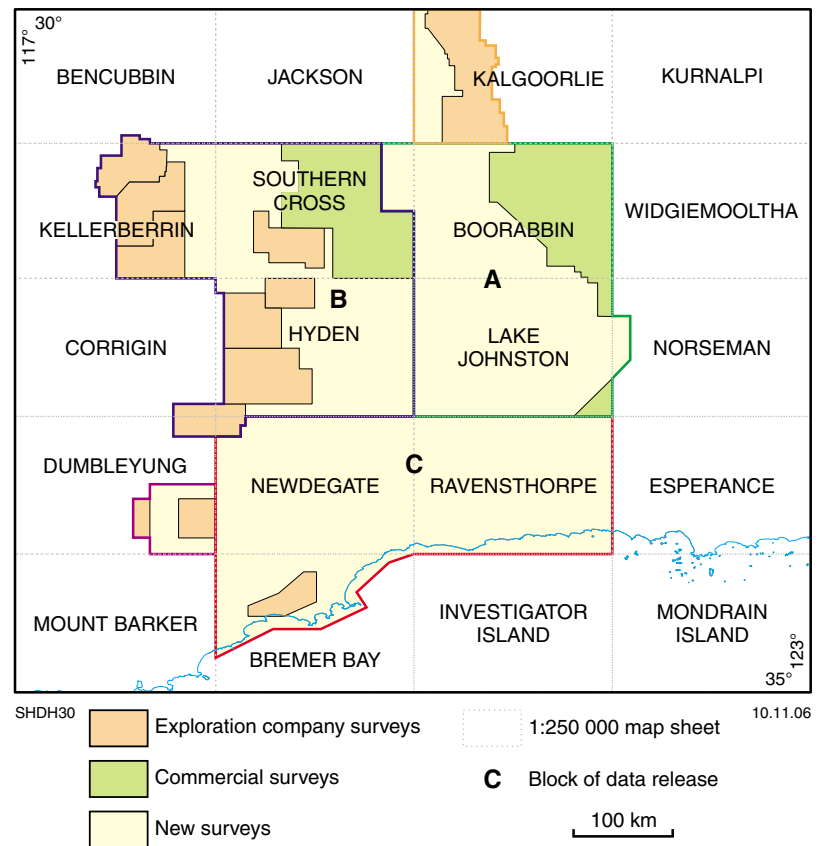 117°
30°
BENCUBBIN
JACKSON
KALGOORLIE
KURNALPI
KELLERBERRIN
SOUTHERN
CROSS
BOORABBIN
WIDGIEMOOLTHA
A
B
CORRIGIN
HYDEN
LAKE
JOHNSTON
NORSEMAN
DUMBLEYUNG
C
NEWDEGATE
RAVENSTHORPE
ESPERANCE
MOUNT BARKER
BREMER BAY
INVESTIGATOR
ISLAND
MONDRAIN
ISLAND
35°
123°
SHDH30
10.11.06
Exploration company surveys
Commercial surveys
New surveys
1:250 000 map sheet
C Block of data release
100 km